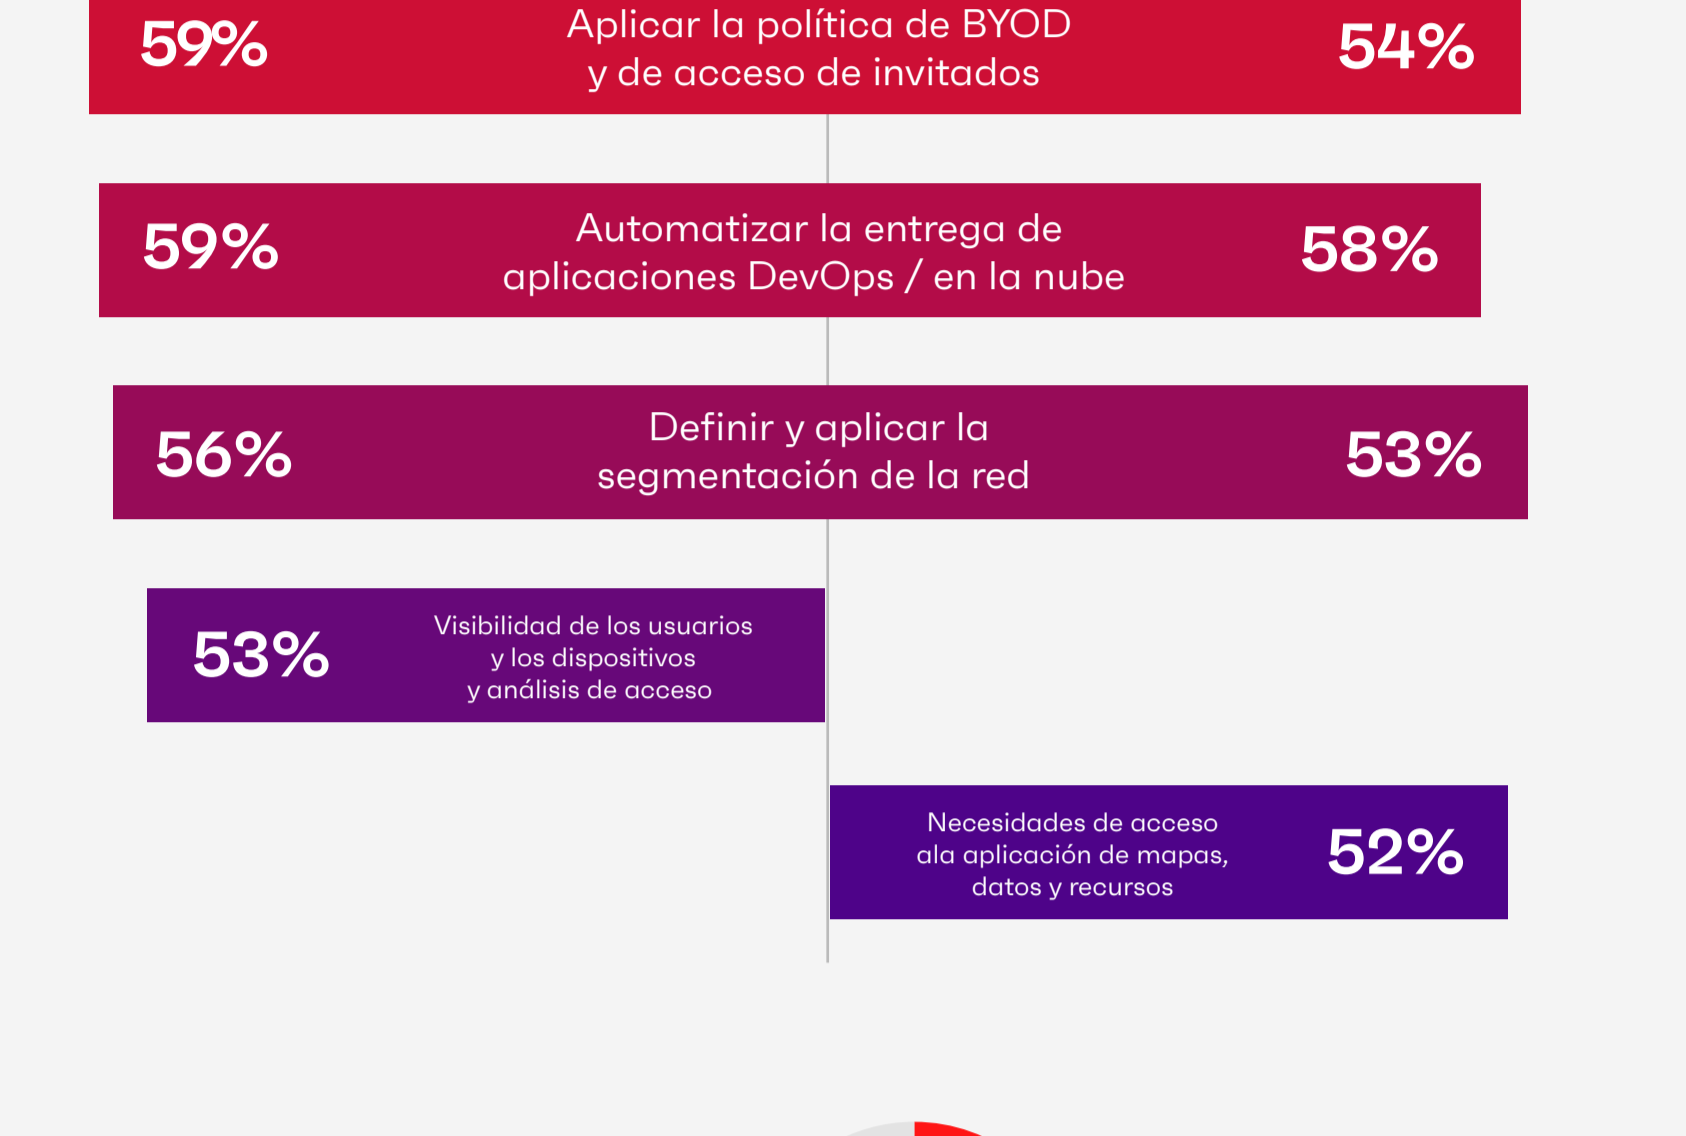 59%
Aplicar la política de BYOD
y de acceso de invitados
54%
59%
Automatizar la entrega de
aplicaciones DevOps / en la nube
58%
56%
Definir y aplicar la
segmentación de la red
53%
53%
Visibilidad de los usuarios
y los dispositivos
y análisis de acceso
Necesidades de acceso
ala aplicación de mapas,
datos y recursos
52%